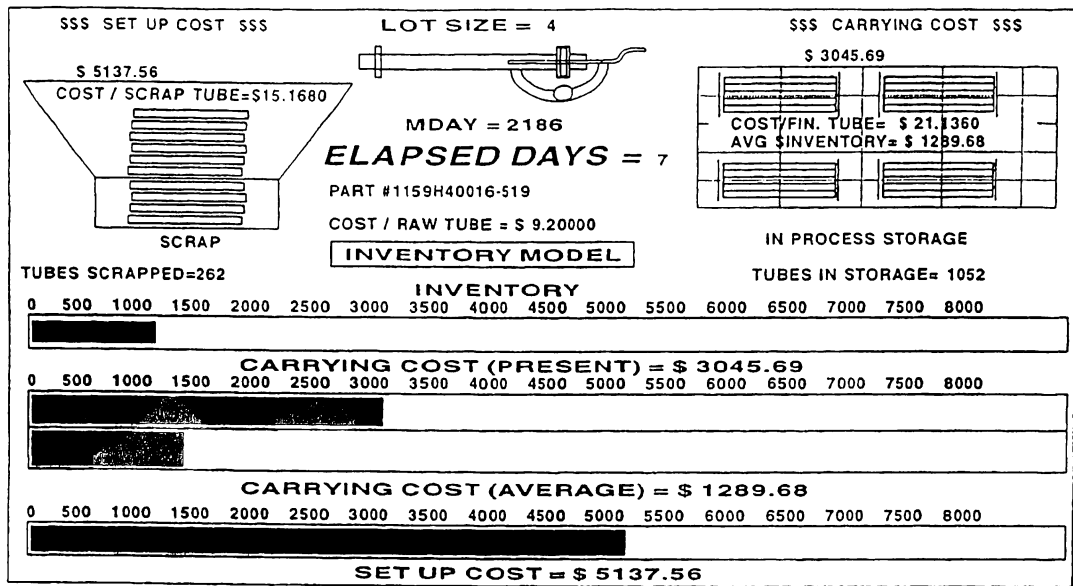 $$$ SET UP COST $$$
LOT SIZE = 4
$$$ CARRYING COST $$$
$ 5137.56
$ 3045.69
COST / SCRAP TUBE=$15.1680
COST/FIN. TUBE= $ 21.1360
AVG $INVENTORY= $ 1289.68
MDAY = 2186
ELAPSED DAYS = 7
PART #1159H40016-519
COST / RAW TUBE = $ 9.20000
SCRAP
IN PROCESS STORAGE
INVENTORY MODEL
TUBES SCRAPPED=262
TUBES IN STORAGE= 1052
INVENTORY
0 500 1000 1500 2000 2500 3000 3500 4000 4500 5000 5500 6000 6500 7000 7500 8000
CARRYING COST (PRESENT) = $ 3045.69
0 500 1000 1500 2000 2500 3000 3500 4000 4500 5000 5500 6000 6500 7000 7500 8000
CARRYING COST (AVERAGE) = $ 1289.68
0 500 1000 1500 2000 2500 3000 3500 4000 4500 5000 5500 6000 6500 7000 7500 8000
SET UP COST = $ 5137.56